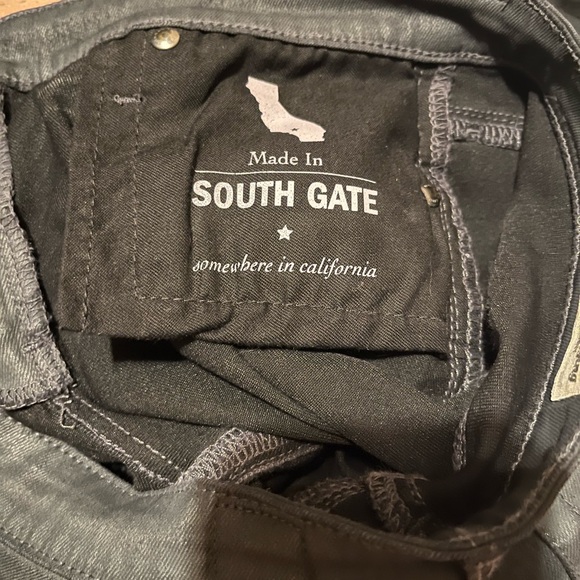 Made In
SOUTH GATE
somewhere in california